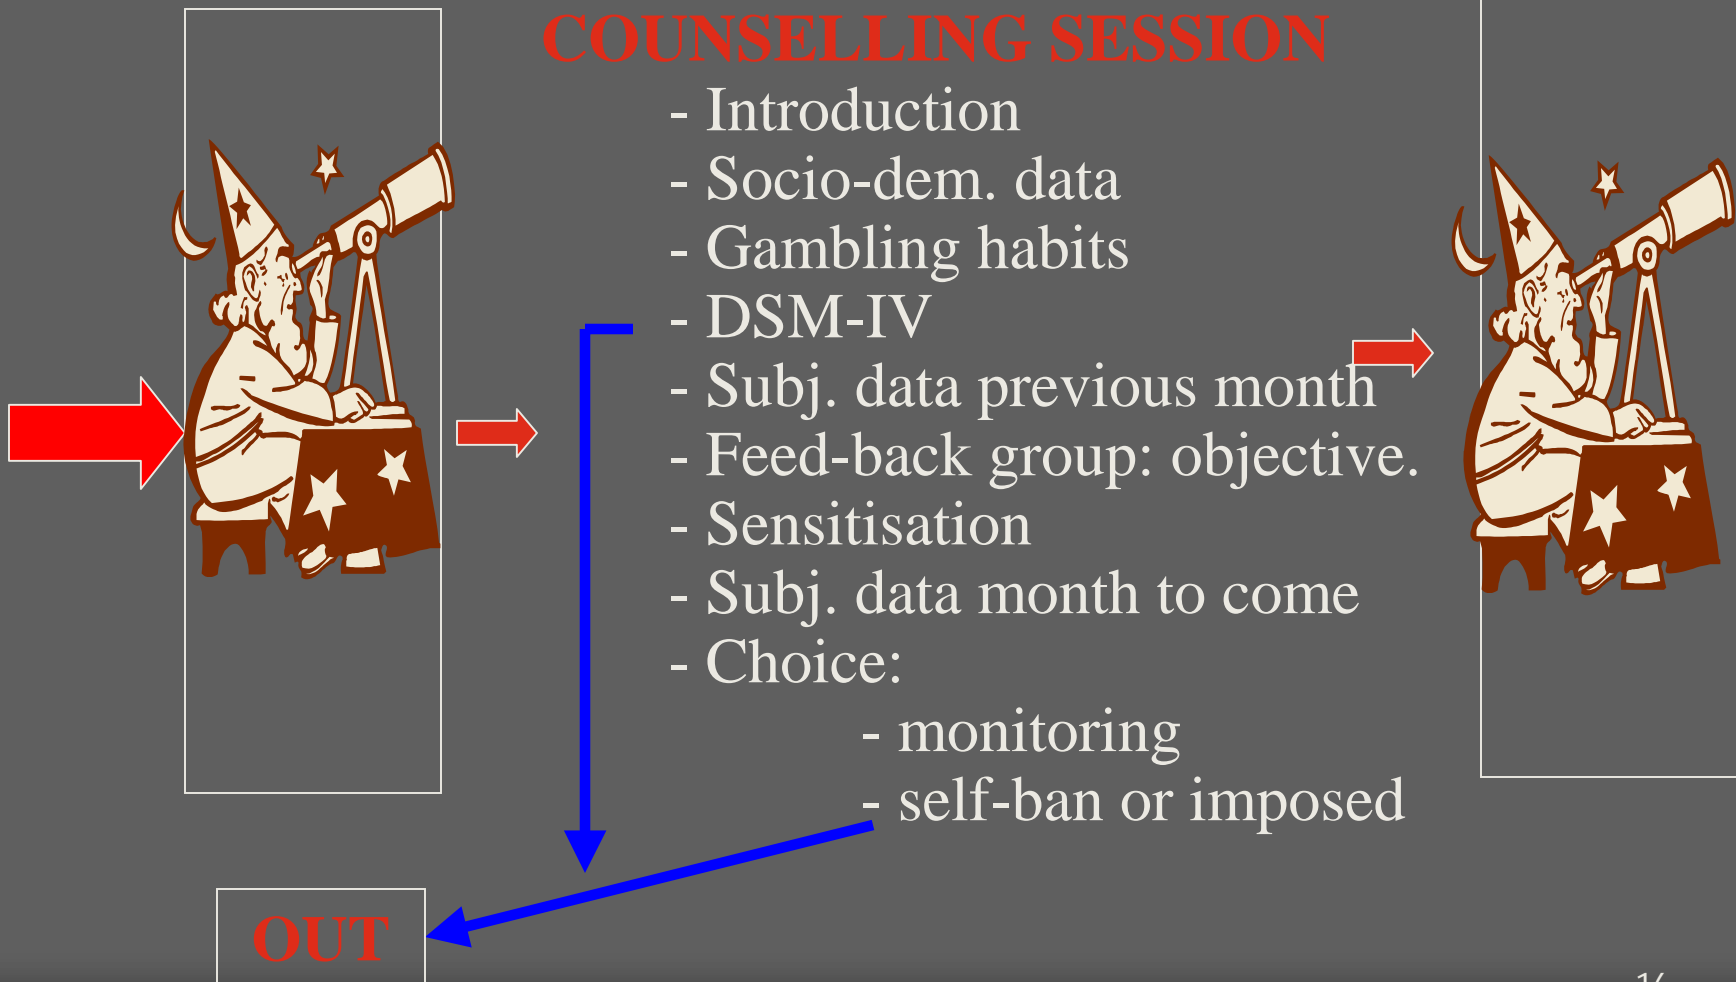 COUNSELLING SESSION
- Introduction
- Socio-dem. data
- Gambling habits
- DSM-IV
- Subj. data previous month
- Feed-back group: objective.
- Sensitisation
- Subj. data month to come
- Choice:
- monitoring
- self-ban or imposed
OUT